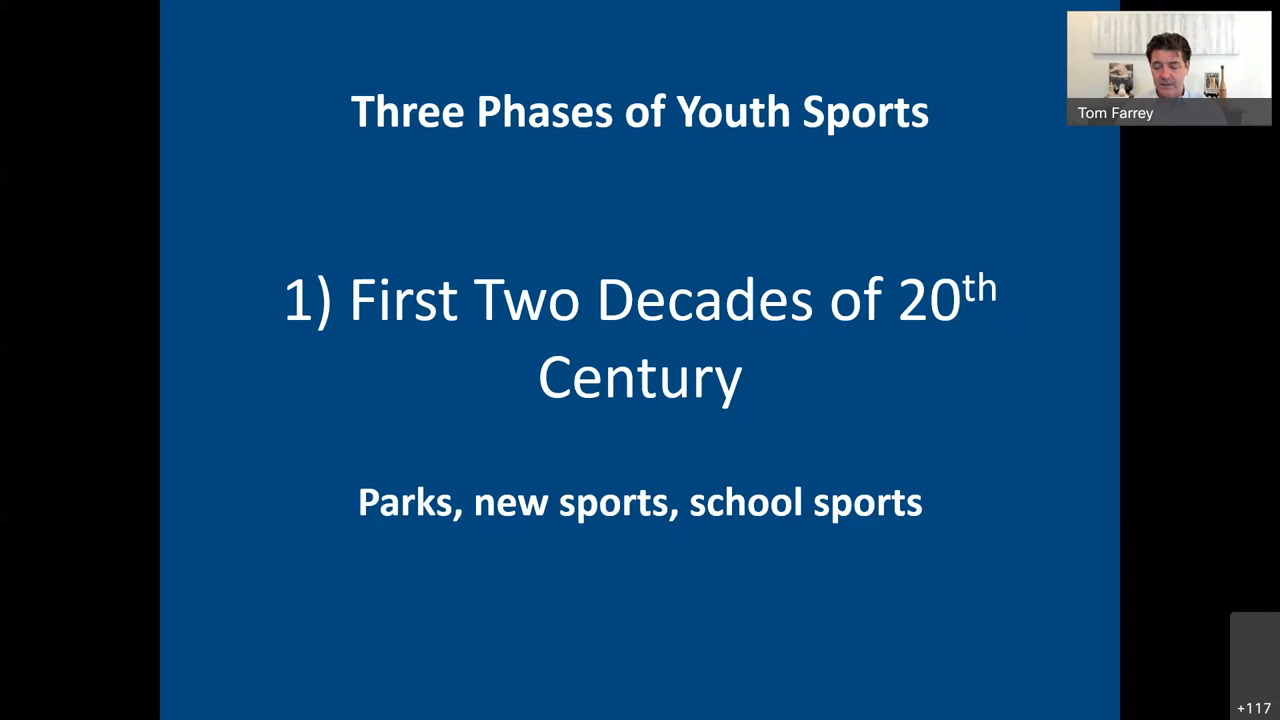 Three Phases of Youth Sports
Tom Farrey
1) First Two Decades of 20th
Century
Parks, new sports, school sports
+117